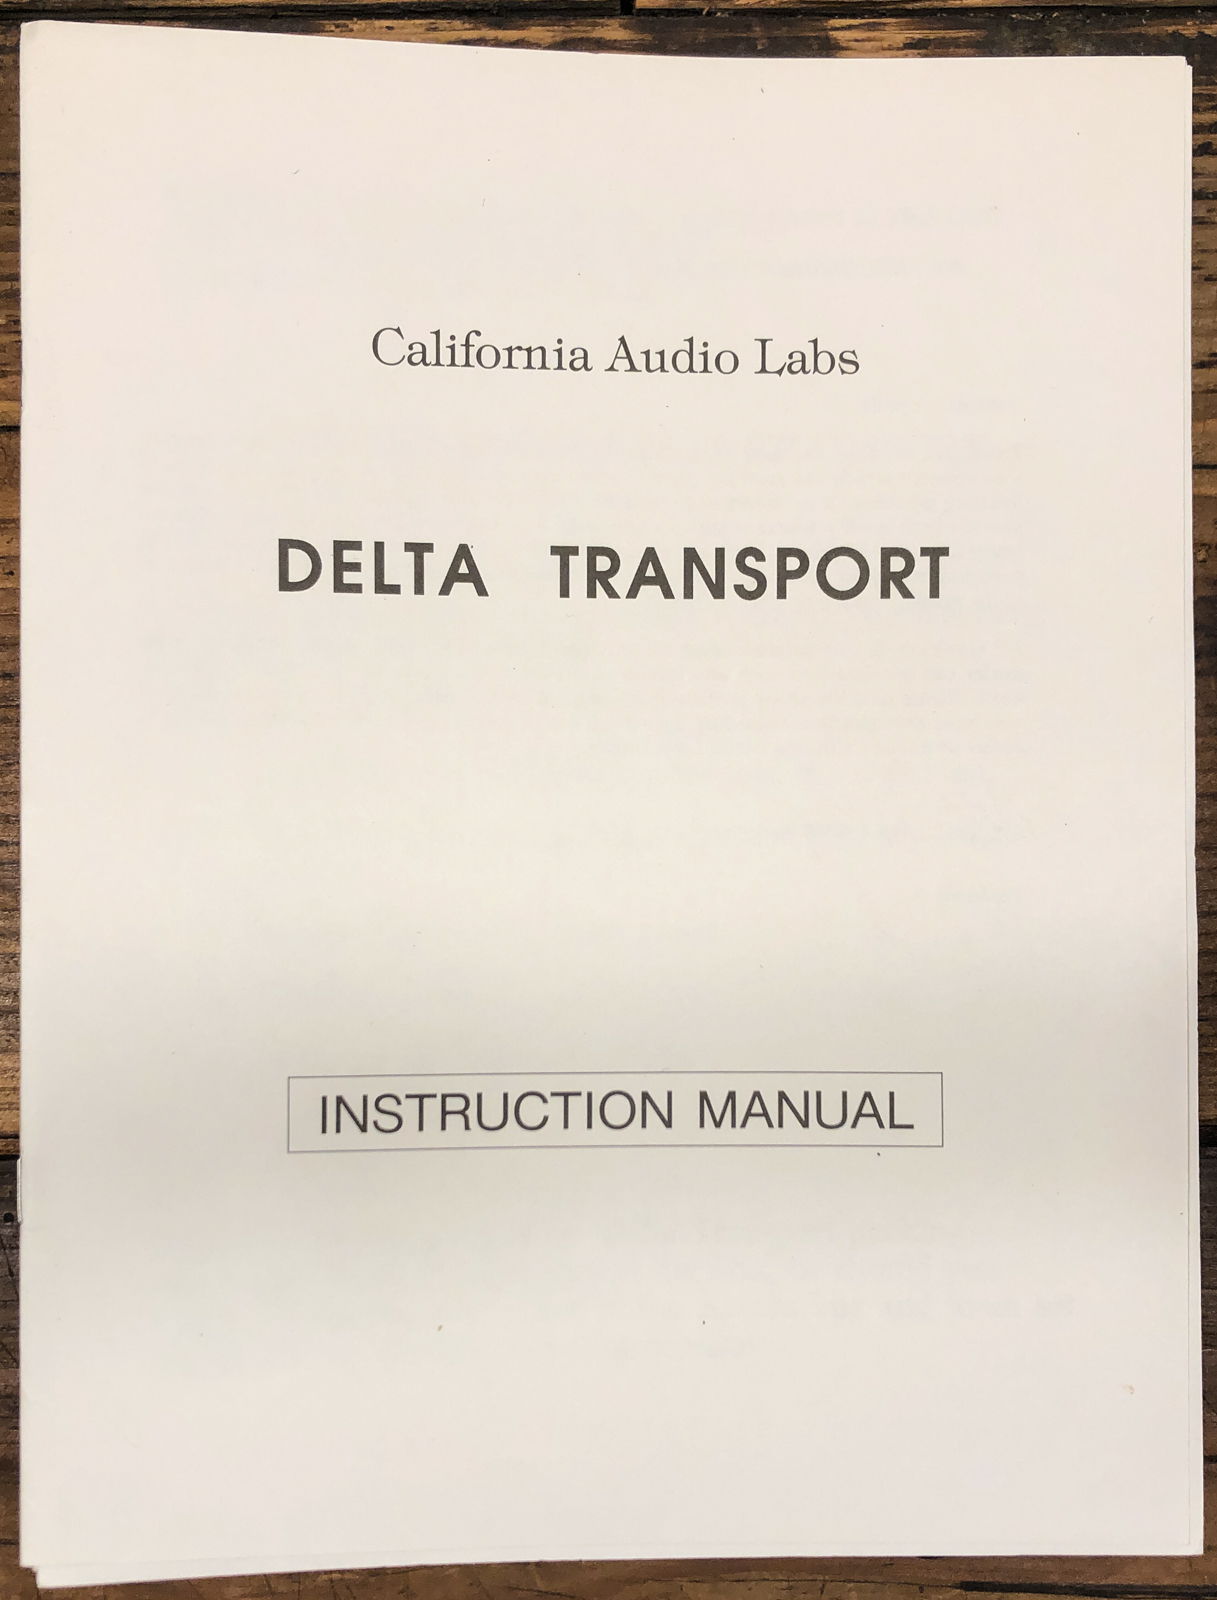 California Audio Labs
DELTA TRANSPORT
INSTRUCTION MANUAL